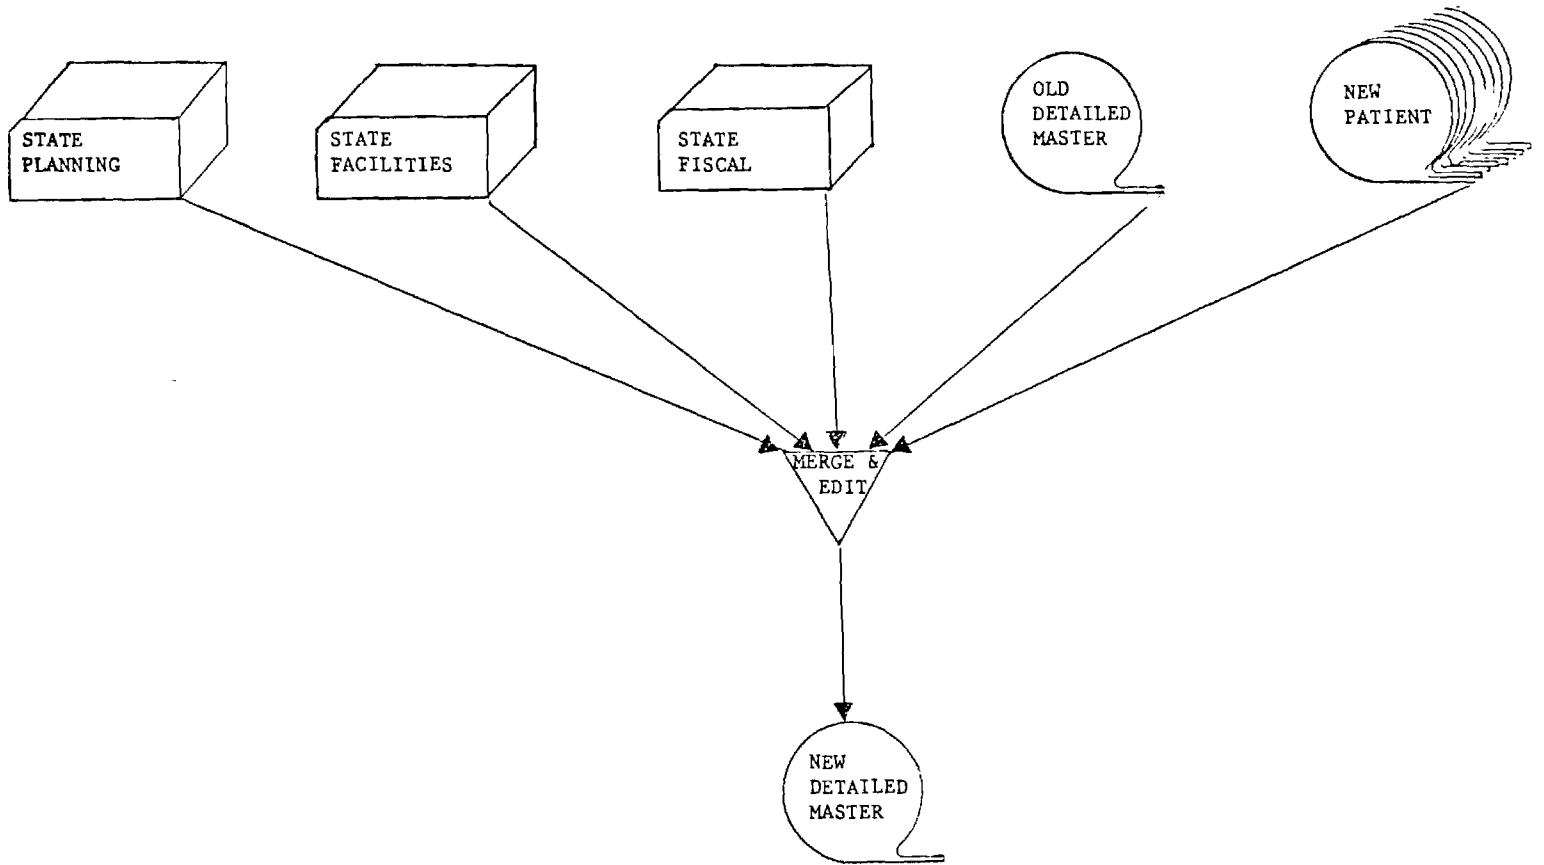 STATE
PLANNING
STATE
FACILITIES
STATE
FISCAL
OLD
DETAILED
MASTER
NEW
PATIENT
MERGE &
EDIT
NEW
DETAILED
MASTER